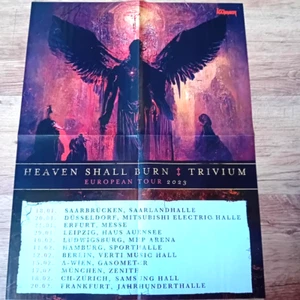 HEAVEN SHALL BURN : TRIVIUM
EUROPEAN TOUR 2023
SAARBRÜCKEN, SAARLANDHALLE
DÜSSELDORF, MITSUBISHI ELECTRIC HALLE
ERFURT, MESSE
LEIPZIG, HAUS AUENSEE
LUDWIGSBURG, MHP ARENA
HAMBURG, SPORTHALLE
BERLIN, VERTI MUSIC HALL
A-WIEN, GASOMETER
MÜNCHEN, ZENITH
CH-ZÜRICH, SAMSUNG HALL
FRANKFURT, JAHRHUNDERTHALLE